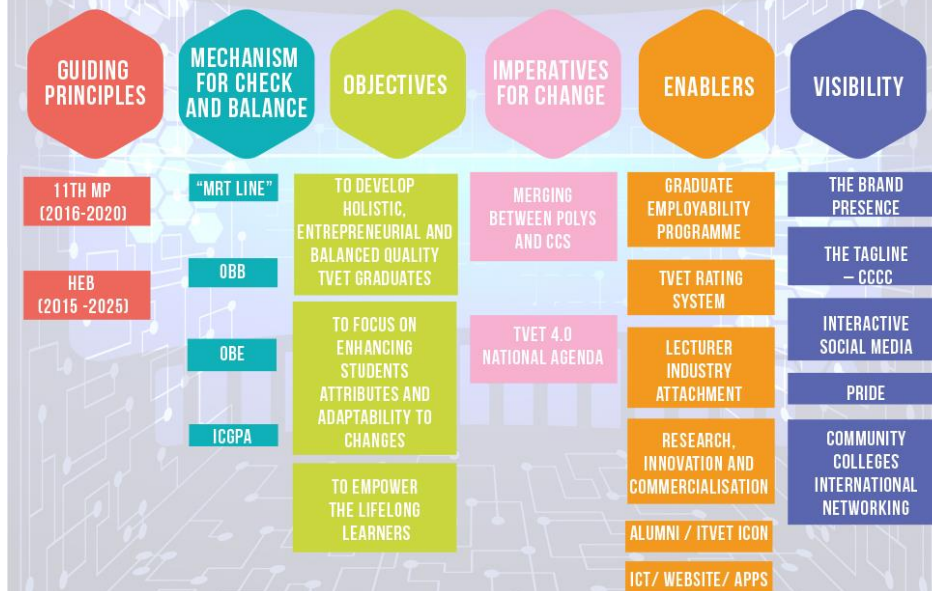 GUIDING
PRINCIPLES
MECHANISM
FOR CHECK
AND BALANCE
OBJECTIVES
IMPERATIVES
FOR CHANGE
ENABLERS
VISIBILITY
11TH MP
(2016-2020)
HEB
(2015 -2025)
"MRT LINE"
OBB
OBE
ICGPA
TO DEVELOP
HOLISTIC,
ENTREPRENEURIAL AND
BALANCED QUALITY
TVET GRADUATES
TO FOCUS ON
ENHANCING
STUDENTS
ATTRIBUTES AND
ADAPTABILITY TO
CHANGES
TO EMPOWER
THE LIFELONG
LEARNERS
MERGING
BETWEEN POLYS
AND CCS
TVET 4.0
NATIONAL AGENDA
GRADUATE
EMPLOYABILITY
PROGRAMME
TVET RATING
SYSTEM
LECTURER
INDUSTRY
ATTACHMENT
RESEARCH,
INNOVATION AND
COMMERCIALISATION
ALUMNI / ITVET ICON
ICT/ WEBSITE/ APPS
THE BRAND
PRESENCE
THE TAGLINE
– CCCC
INTERACTIVE
SOCIAL MEDIA
PRIDE
COMMUNITY
COLLEGES
INTERNATIONAL
NETWORKING